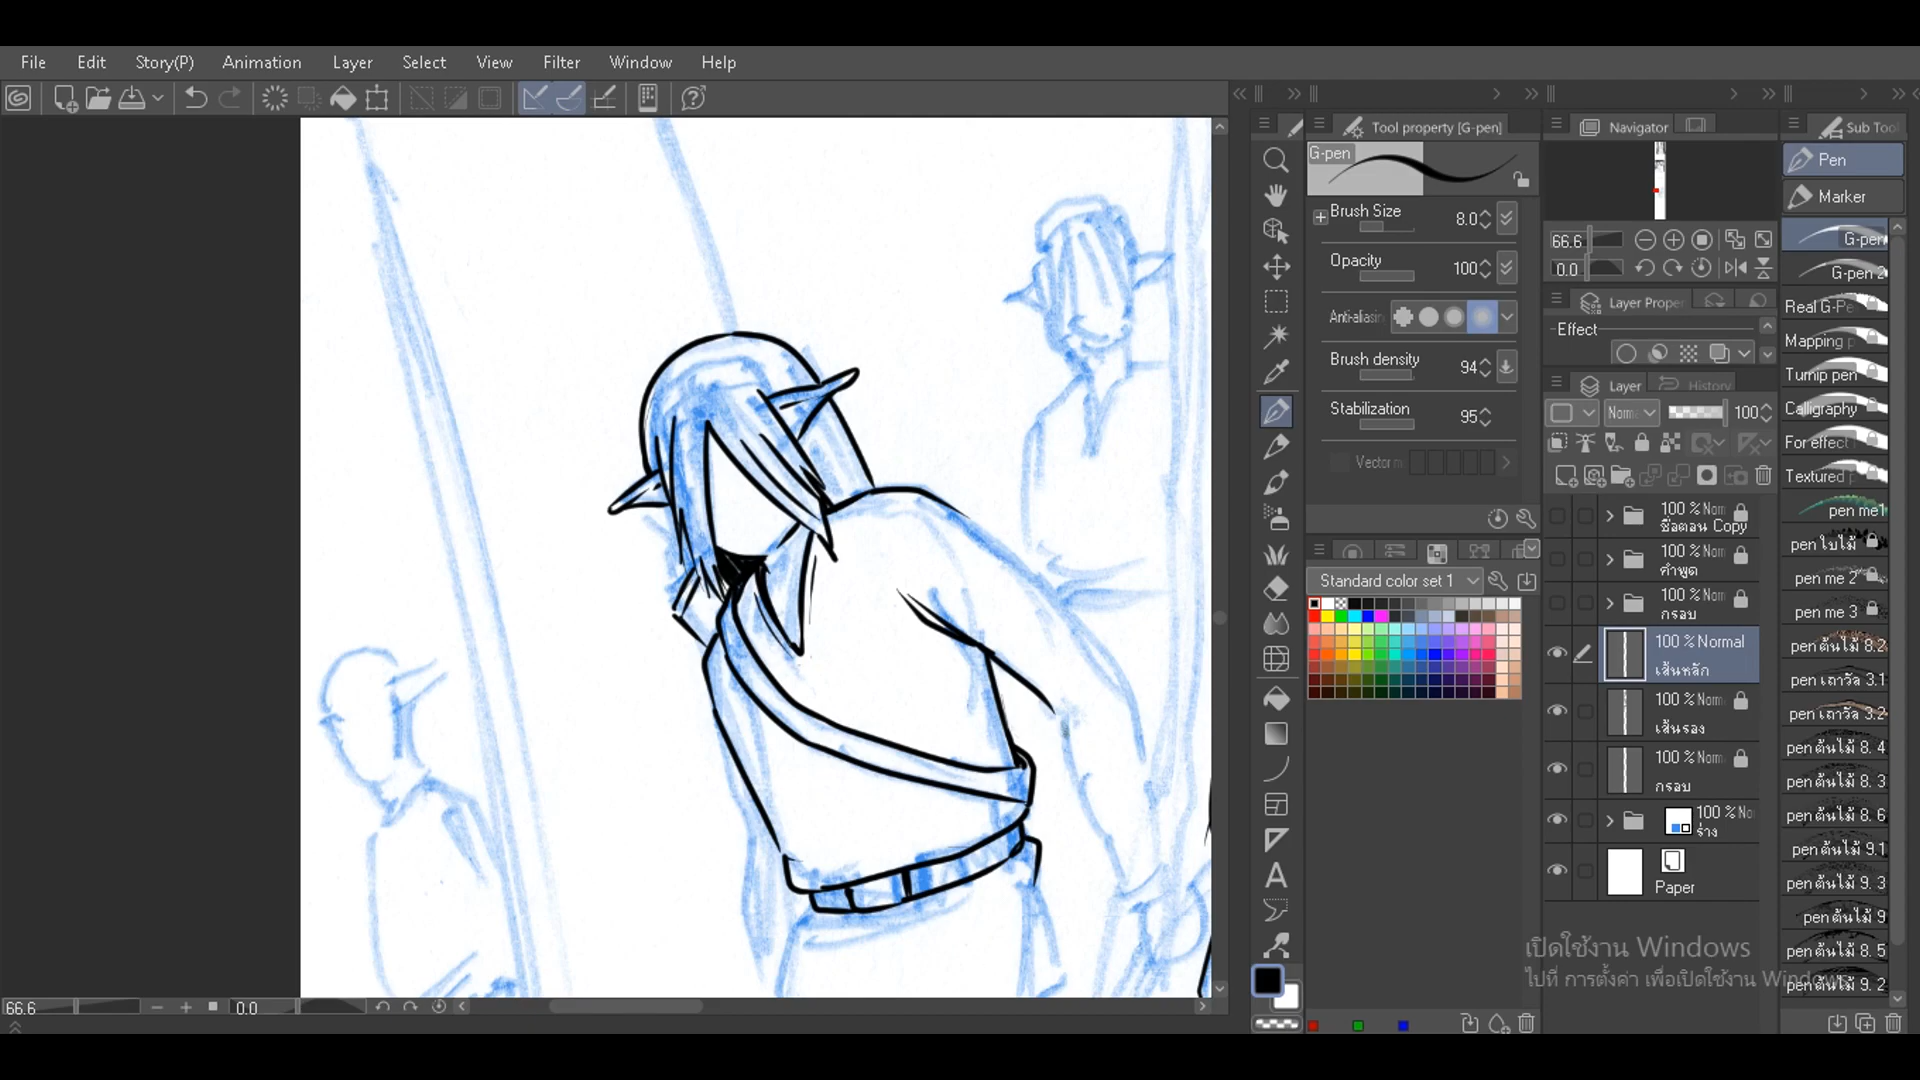 File Edit Story(P) Animation Layer Select View Filter Window Help
Tool property [G-pen]
Navigator
Sub Tool
G-pen
Pen
Marker
Brush Size 8.0
66.6
G-pen
Opacity 100
0.0
G-pen 2
Layer Proper
Real G-Pe
Anti-aliasin
Effect
Mapping p
Brush density 94
Turnip pen
Layer History
Calligraphy
Stabilization 95
Norm 100
For effect
Vector m
Textured p
100 % Norm
ชื่อตอน Copy
pen me1
pen ใบไม้
100 % Norm
คำพูด
pen me 2
Standard color set 1
100 % Norm
กรอบ
pen me 3
100 % Normal
เส้นหลัก
pen ต้นไม้ 8.2
pen เถาวัล 3.1
100 % Norm
เส้นรอง
pen เถาวัล 3.2
pen ต้นไม้ 8. 4
100 % Norm
กรอบ
pen ต้นไม้ 8. 3
100 % No
ร่าง
pen ต้นไม้ 8. 6
pen ต้นไม้ 9.1
Paper
pen ต้นไม้ 9. 3
pen ต้นไม้ 9
pen ต้นไม้ 8. 5
pen ต้นไม้ 9. 2
เปิดใช้งาน Windows
ไปที่ การตั้งค่า เพื่อเปิดใช้งาน Windows
66.6 0.0